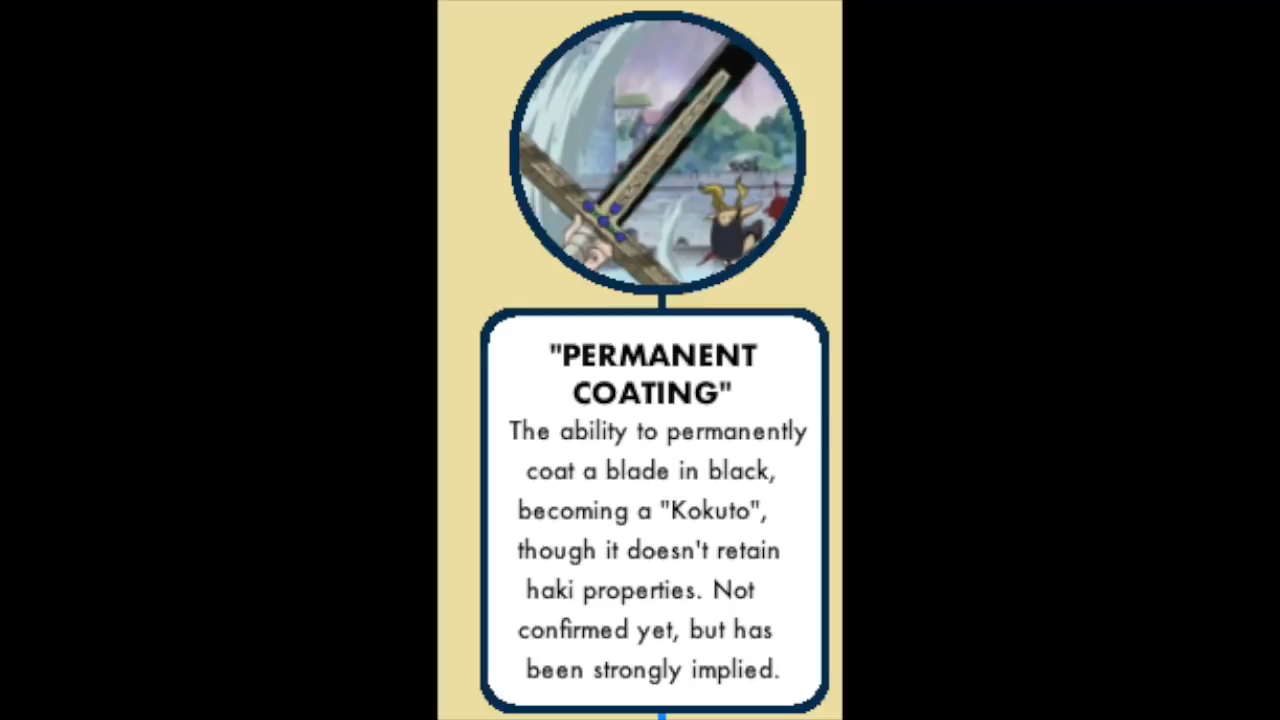 "PERMANENT
COATING"
The ability to permanently
coat a blade in black,
becoming a "Kokuto",
though it doesn't retain
haki properties. Not
confirmed yet, but has
been strongly implied.